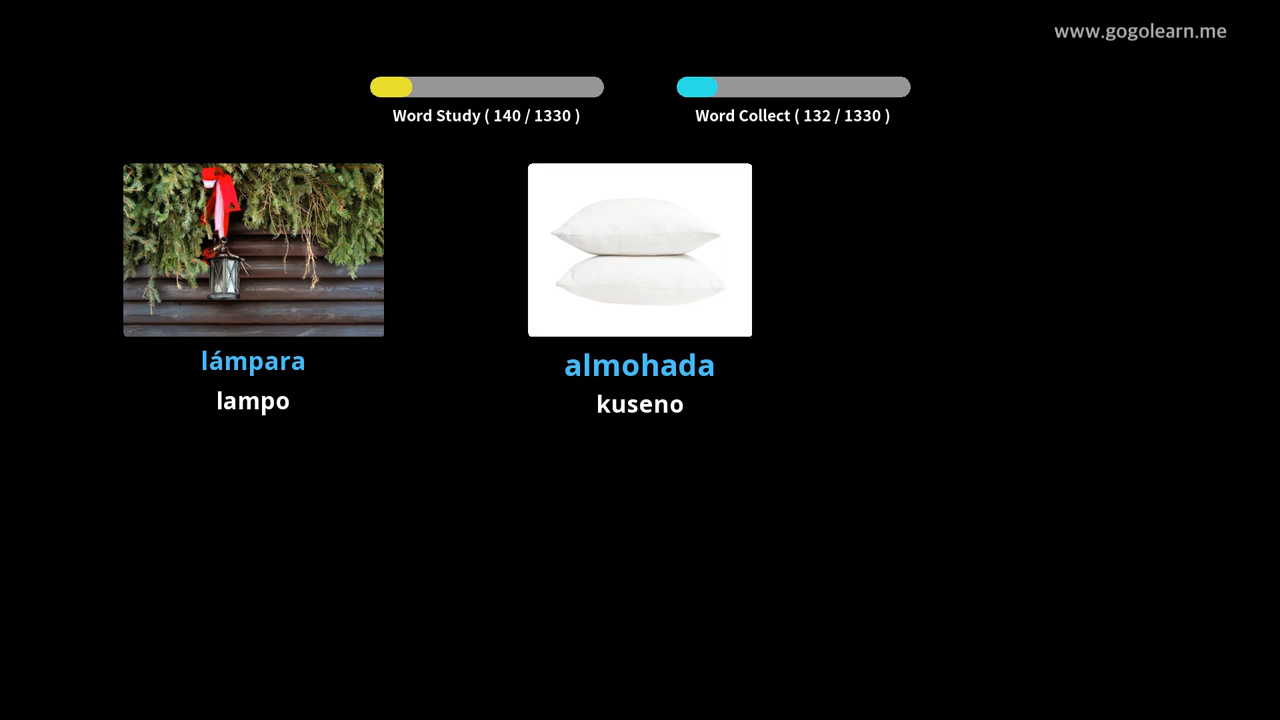 www.gogolearn.me
Word Study ( 140 / 1330 )
Word Collect ( 132 / 1330 )
lámpara
lampo
almohada
kuseno